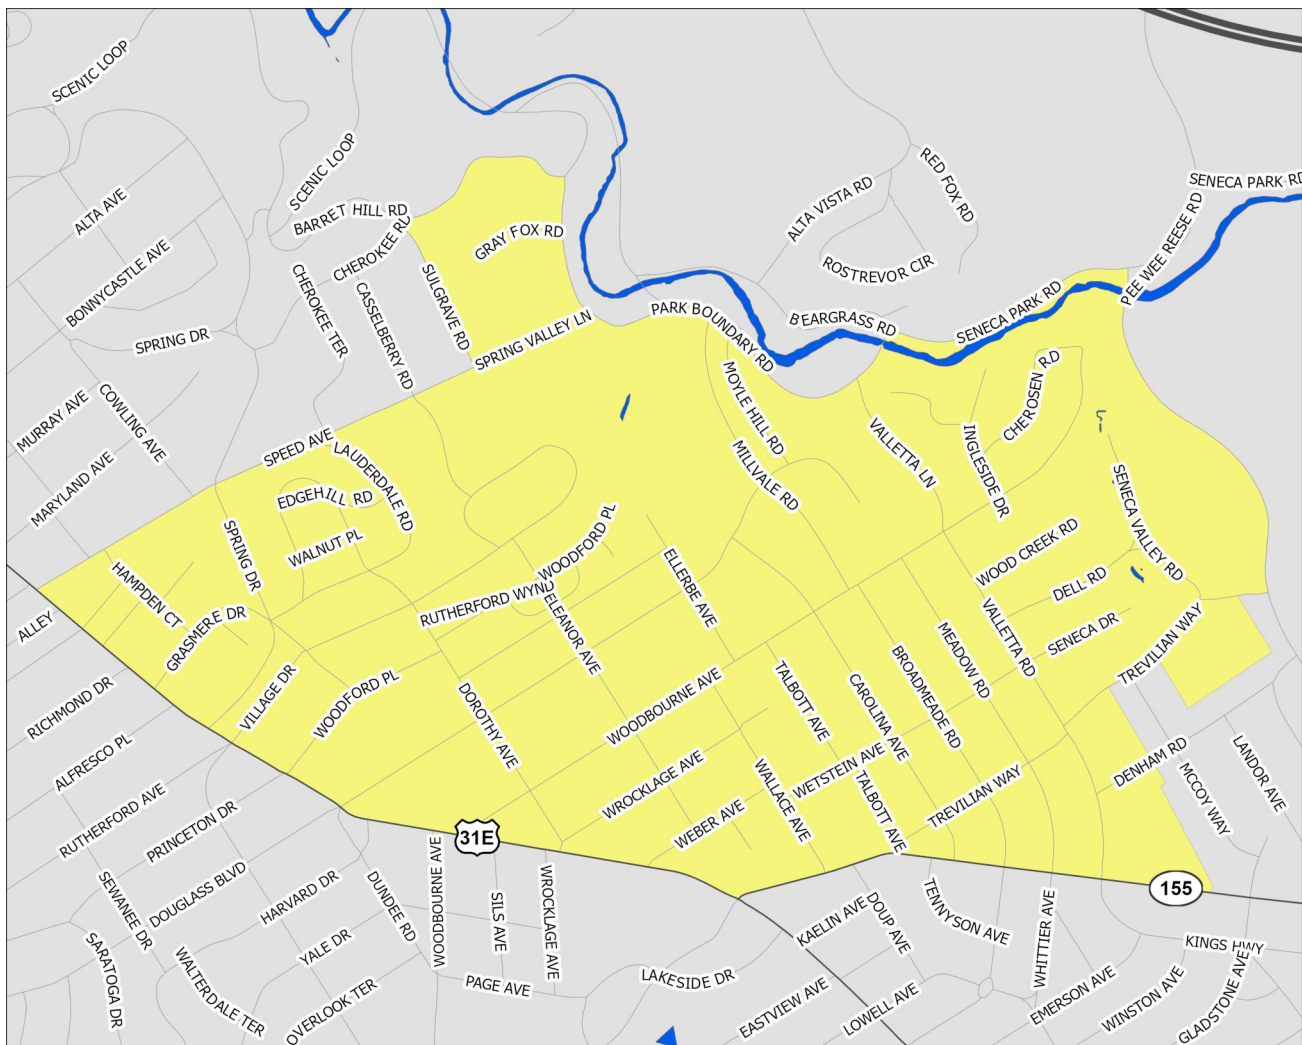 SCENIC LOOP
SCENIC LOOP
RED FOX RD
SENECA PARK RD
ALTA AVE
BARRET HILL RD
ALTA VISTA RD
PEE WEE REESE RD
GRAY FOX RD
CHEROKEE RD
BONNYCASTLE AVE
ROSTREVOR CIR
CHEROKEE TER
CASSELBERRY RD
SULGRAVE RD
SPRING VALLEY LN
PARK BOUNDARY RD
BEARGRASS RD
SENECA PARK RD
SPRING DR
MOYLE HILL RD
CHEROSEN RD
MURRAY AVE
COWLING AVE
SPEED AVE
LAUDERDALE RD
MILLVALE RD
VALLETTA LN
INGLESIDE DR
MARYLAND AVE
EDGEHILL RD
SENECA VALLEY RD
SPRING DR
WALNUT PL
WOODFORD PL
WOOD CREEK RD
HAMPDEN CT
ELLERBE AVE
DELL RD
ALLEY
GRASMERE DR
RUTHERFORD WYND
ELEANOR AVE
VALLETTA RD
SENECA DR
TREVILIAN WAY
RICHMOND DR
VILLAGE DR
WOODFORD PL
DOROTHY AVE
WOODBOURNE AVE
TALBOTT AVE
CAROLINA AVE
BROADMEADE RD
MEADOW RD
ALFRESCO PL
WROCKLAGE AVE
WALLACE AVE
WETSTEIN AVE
DENHAM RD
MCCOY WAY
LANDOR AVE
RUTHERFORD AVE
PRINCETON DR
31E
WEBER AVE
TALBOTT AVE
TREVILIAN WAY
155
SEWANEE DR
DOUGLASS BLVD
HARVARD DR
DUNDEE RD
WOODBOURNE AVE
SILS AVE
WROCKLAGE AVE
KAELIN AVE
DOUP AVE
TENNYSON AVE
WHITTIER AVE
KINGS HWY
SARATOGA DR
WALTERDALE TER
YALE DR
OVERLOOK TER
PAGE AVE
LAKESIDE DR
EASTVIEW AVE
LOWELL AVE
EMERSON AVE
WINSTON AVE
GLADSTONE AVE